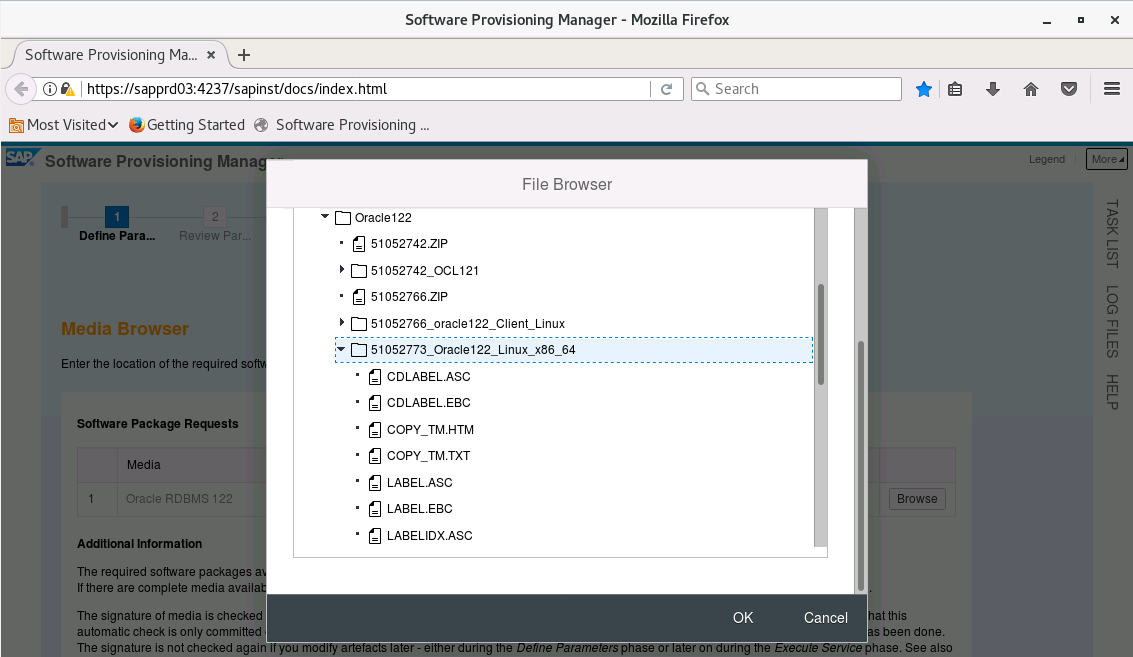 Software Provisioning Manager - Mozilla Firefox
Software Provisioning Ma...
https://sapprd03:4237/sapinst/docs/index.html
Search
Most Visited
Getting Started
Software Provisioning ...
SAP
Software Provisioning Manager
Legend
More
1
2
Define Para...
Review Par...
Media Browser
Enter the location of the required softw
Software Package Requests
Media
1
Oracle RDBMS 122
Browse
Additional Information
The required software packages av
If there are complete media availab
The signature of media is checked
hat this
automatic check is only committed
as been done.
The signature is not checked again if you modify artefacts later - either during the Define Parameters phase or later on during the Execute Service phase. See also
File Browser
Oracle122
51052742.ZIP
51052742_OCL121
51052766.ZIP
51052766_oracle122_Client_Linux
51052773_Oracle122_Linux_x86_64
CDLABEL.ASC
CDLABEL.EBC
COPY_TM.HTM
COPY_TM.TXT
LABEL.ASC
LABEL.EBC
LABELIDX.ASC
OK
Cancel
TASK LIST
LOG FILES
HELP